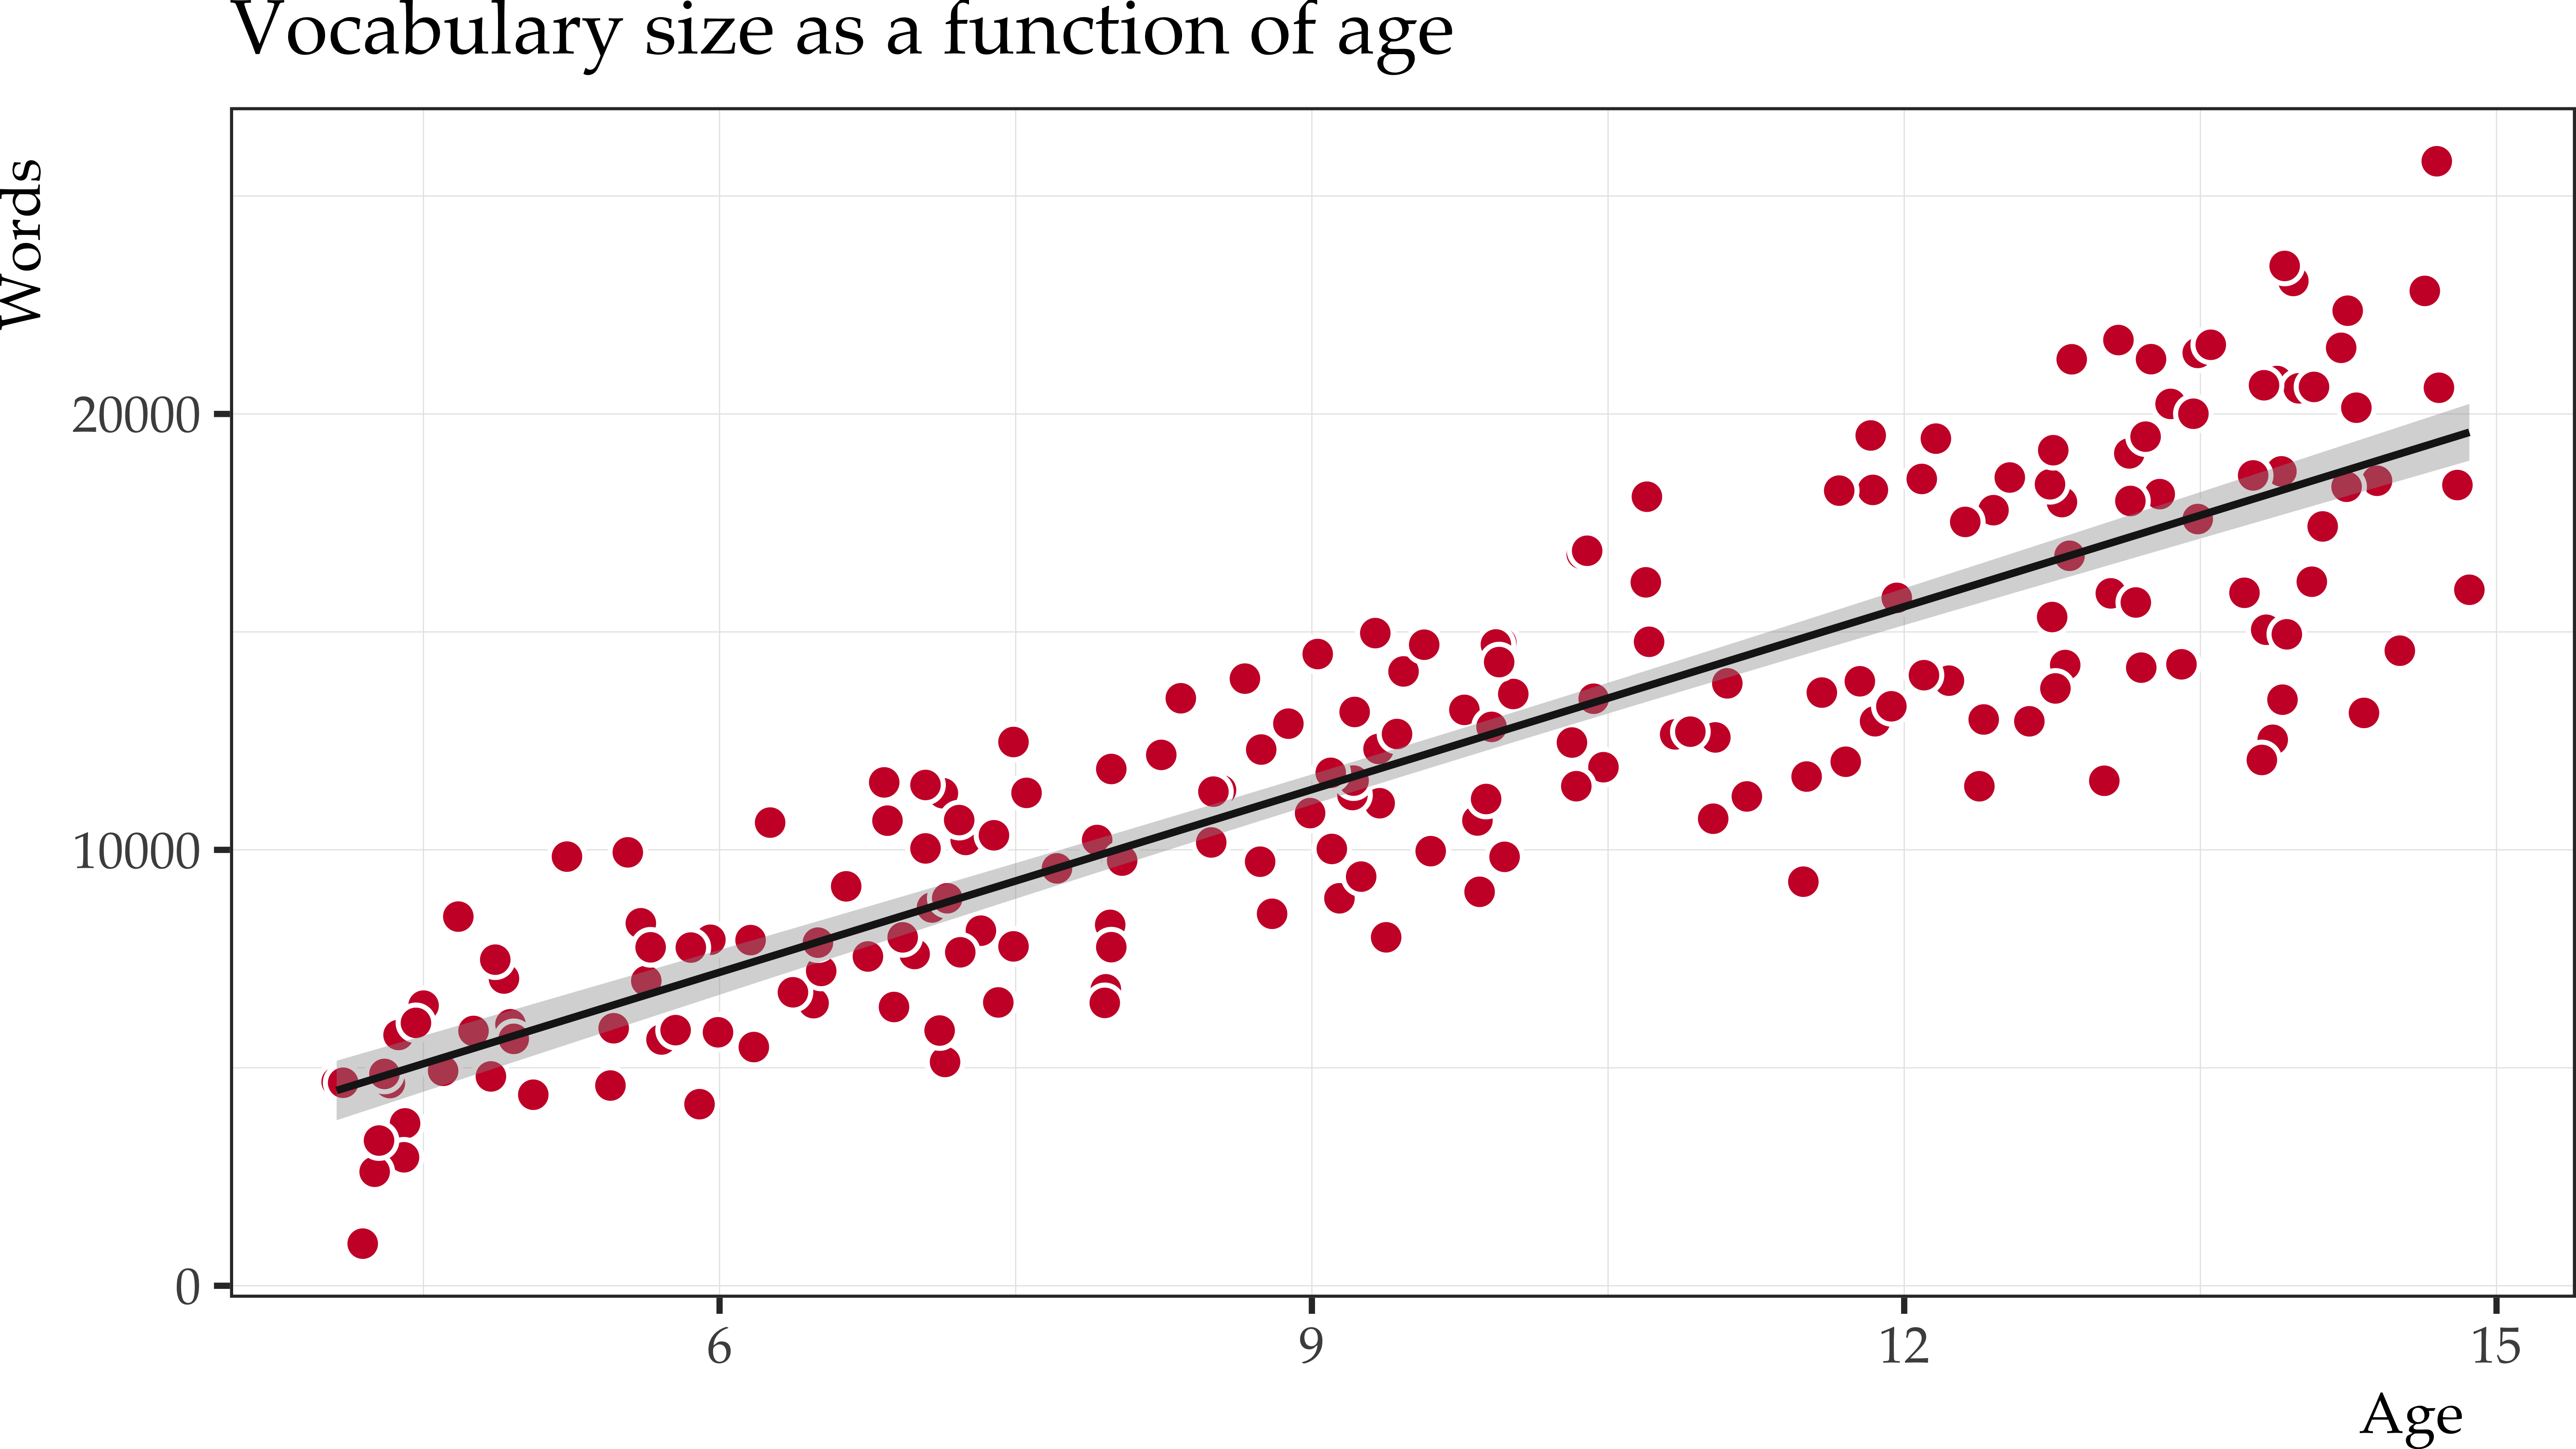 Vocabulary size as a function of age
Words
20000
10000
0
6
9
12
15
Age